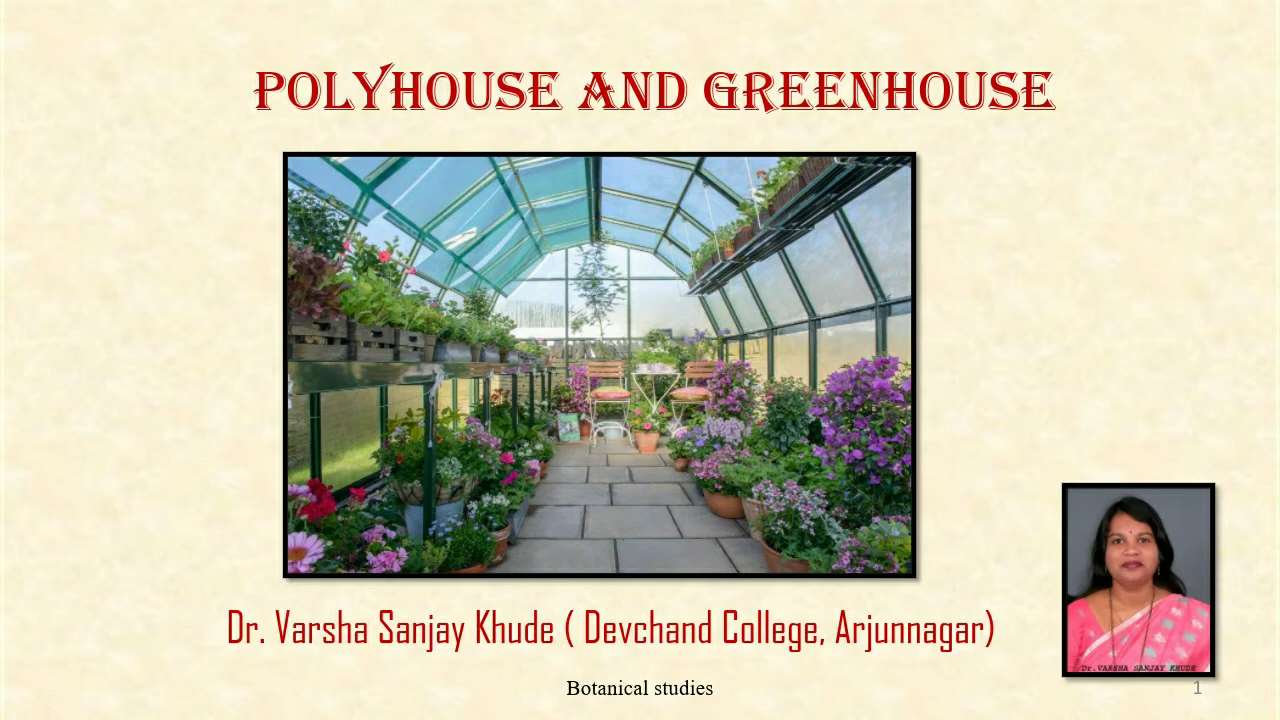 POLYHOUSE AND GREENHOUSE
Dr. Varsha Sanjay Khude ( Devchand College, Arjunnagar)
Dr.VARSHA SANJAY KHUDE
Botanical studies
1